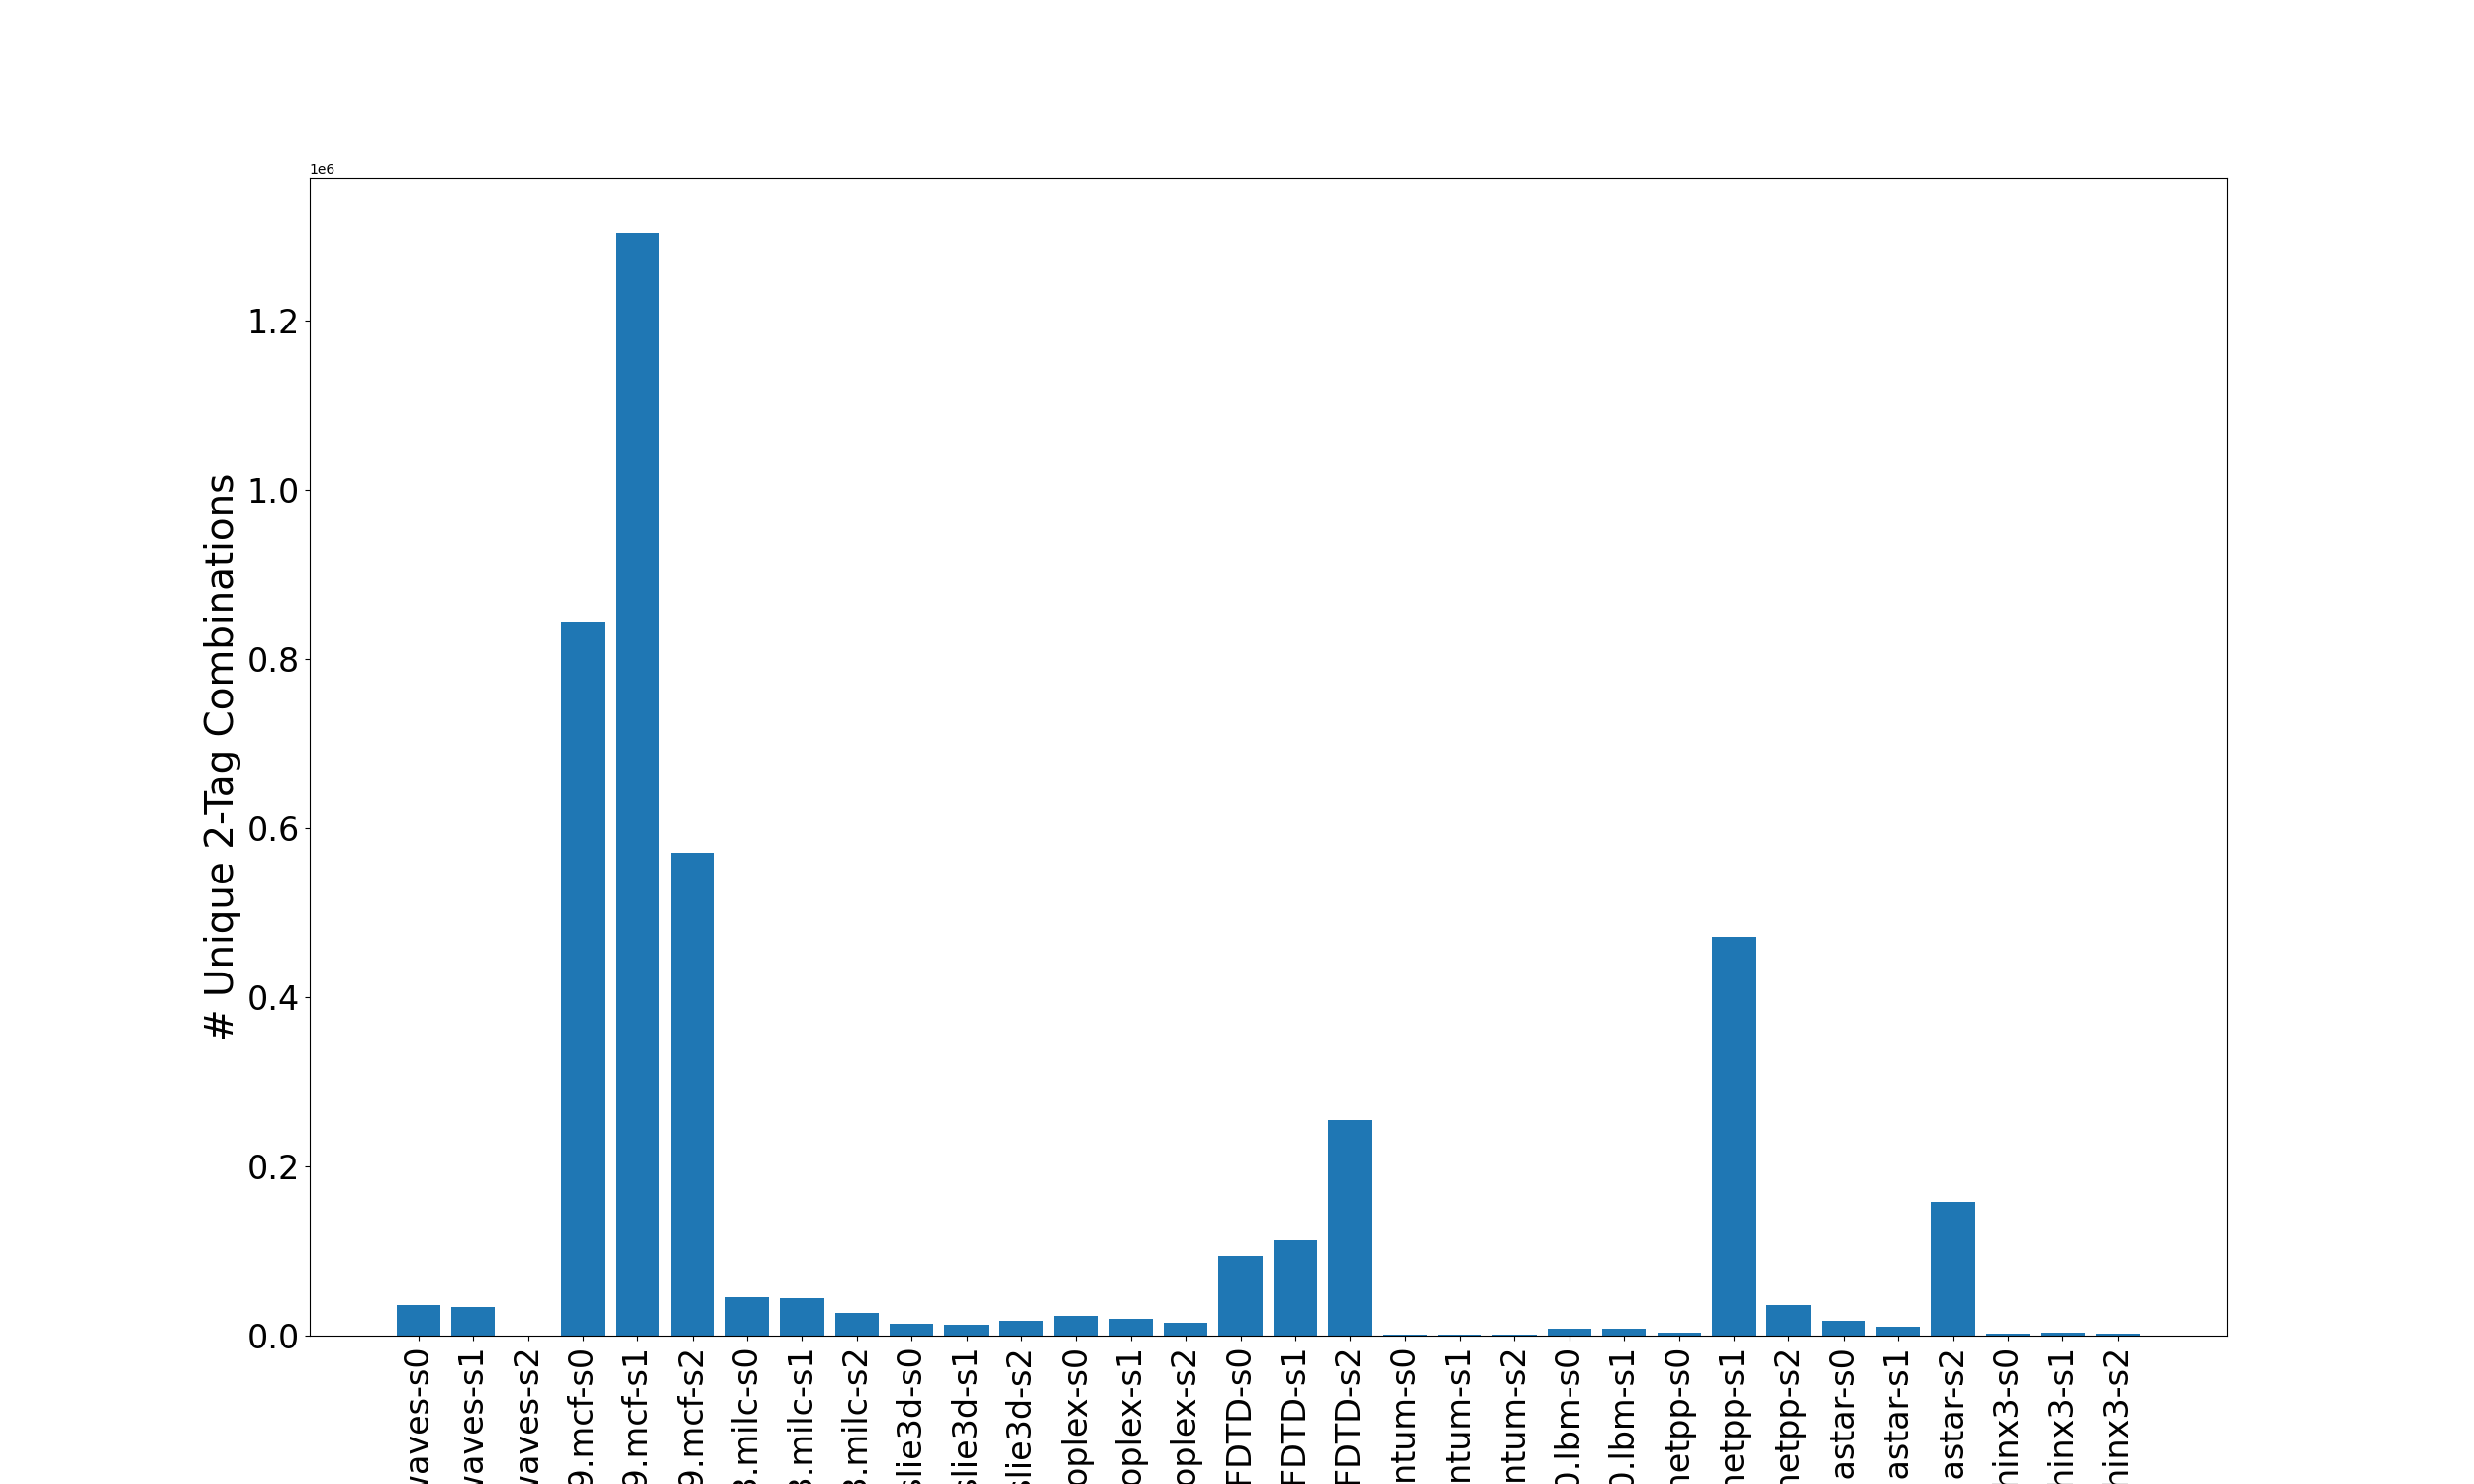 1e6
# Unique 2-Tag Combinations
1.2
1.0
0.8
0.6
0.4
0.2
0.0
waves-s0
waves-s1
waves-s2
9.mcf-s0
9.mcf-s1
9.mcf-s2
3.milc-s0
3.milc-s1
3.milc-s2
slie3d-s0
slie3d-s1
slie3d-s2
oplex-s0
oplex-s1
oplex-s2
FDTD-s0
FDTD-s1
FDTD-s2
ntum-s0
ntum-s1
ntum-s2
0.lbm-s0
0.lbm-s1
netpp-s0
netpp-s1
netpp-s2
astar-s0
astar-s1
astar-s2
inx3-s0
inx3-s1
inx3-s2